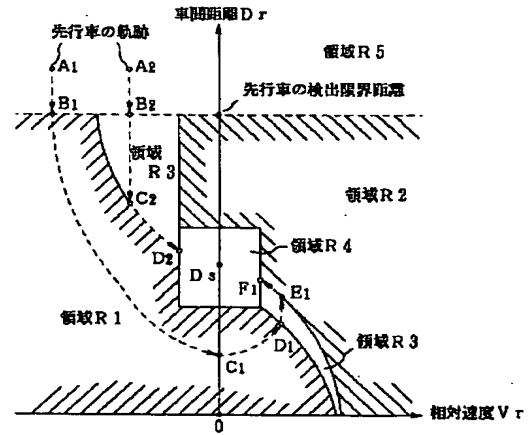 車間距離Dr
先行車の軌跡
領域R5
A1
A2
B1
B2
先行車の検出限界距離
領域
R3
領域R2
C2
D2
領域R4
Ds
F1
E1
領域R1
D1
領域R3
C1
相対速度Vr
0